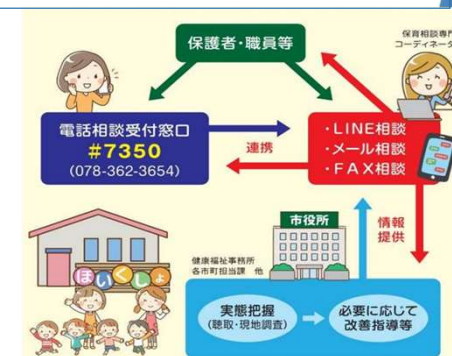 保護者・職員等
保育相談専門
コーディネータ
電話相談受付窓口
#7350
(078-362-3654)
連携
・LINE相談
・メール相談
・FAX相談
市役所
情報
提供
健康福祉事務所
各市町担当課 他
ほいくしょ
実態把握
(聴取・現地調査)
必要に応じて
改善指導等